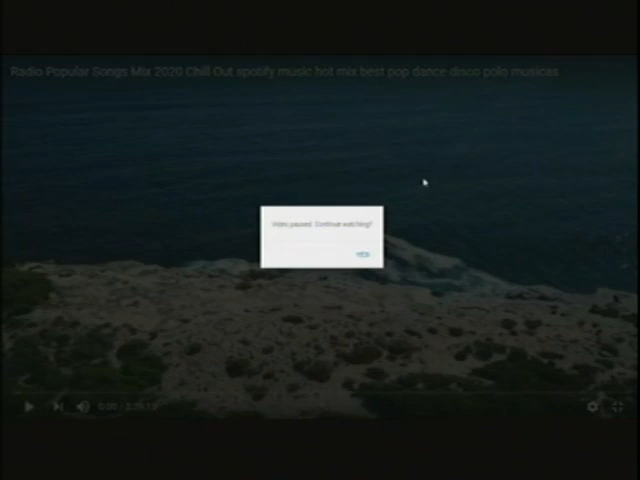 Radio Popular Songs Mix 2020 Chill Out spotify music hot mix best pop dance disco polo musicas
Video paused. Continue watching?
YES